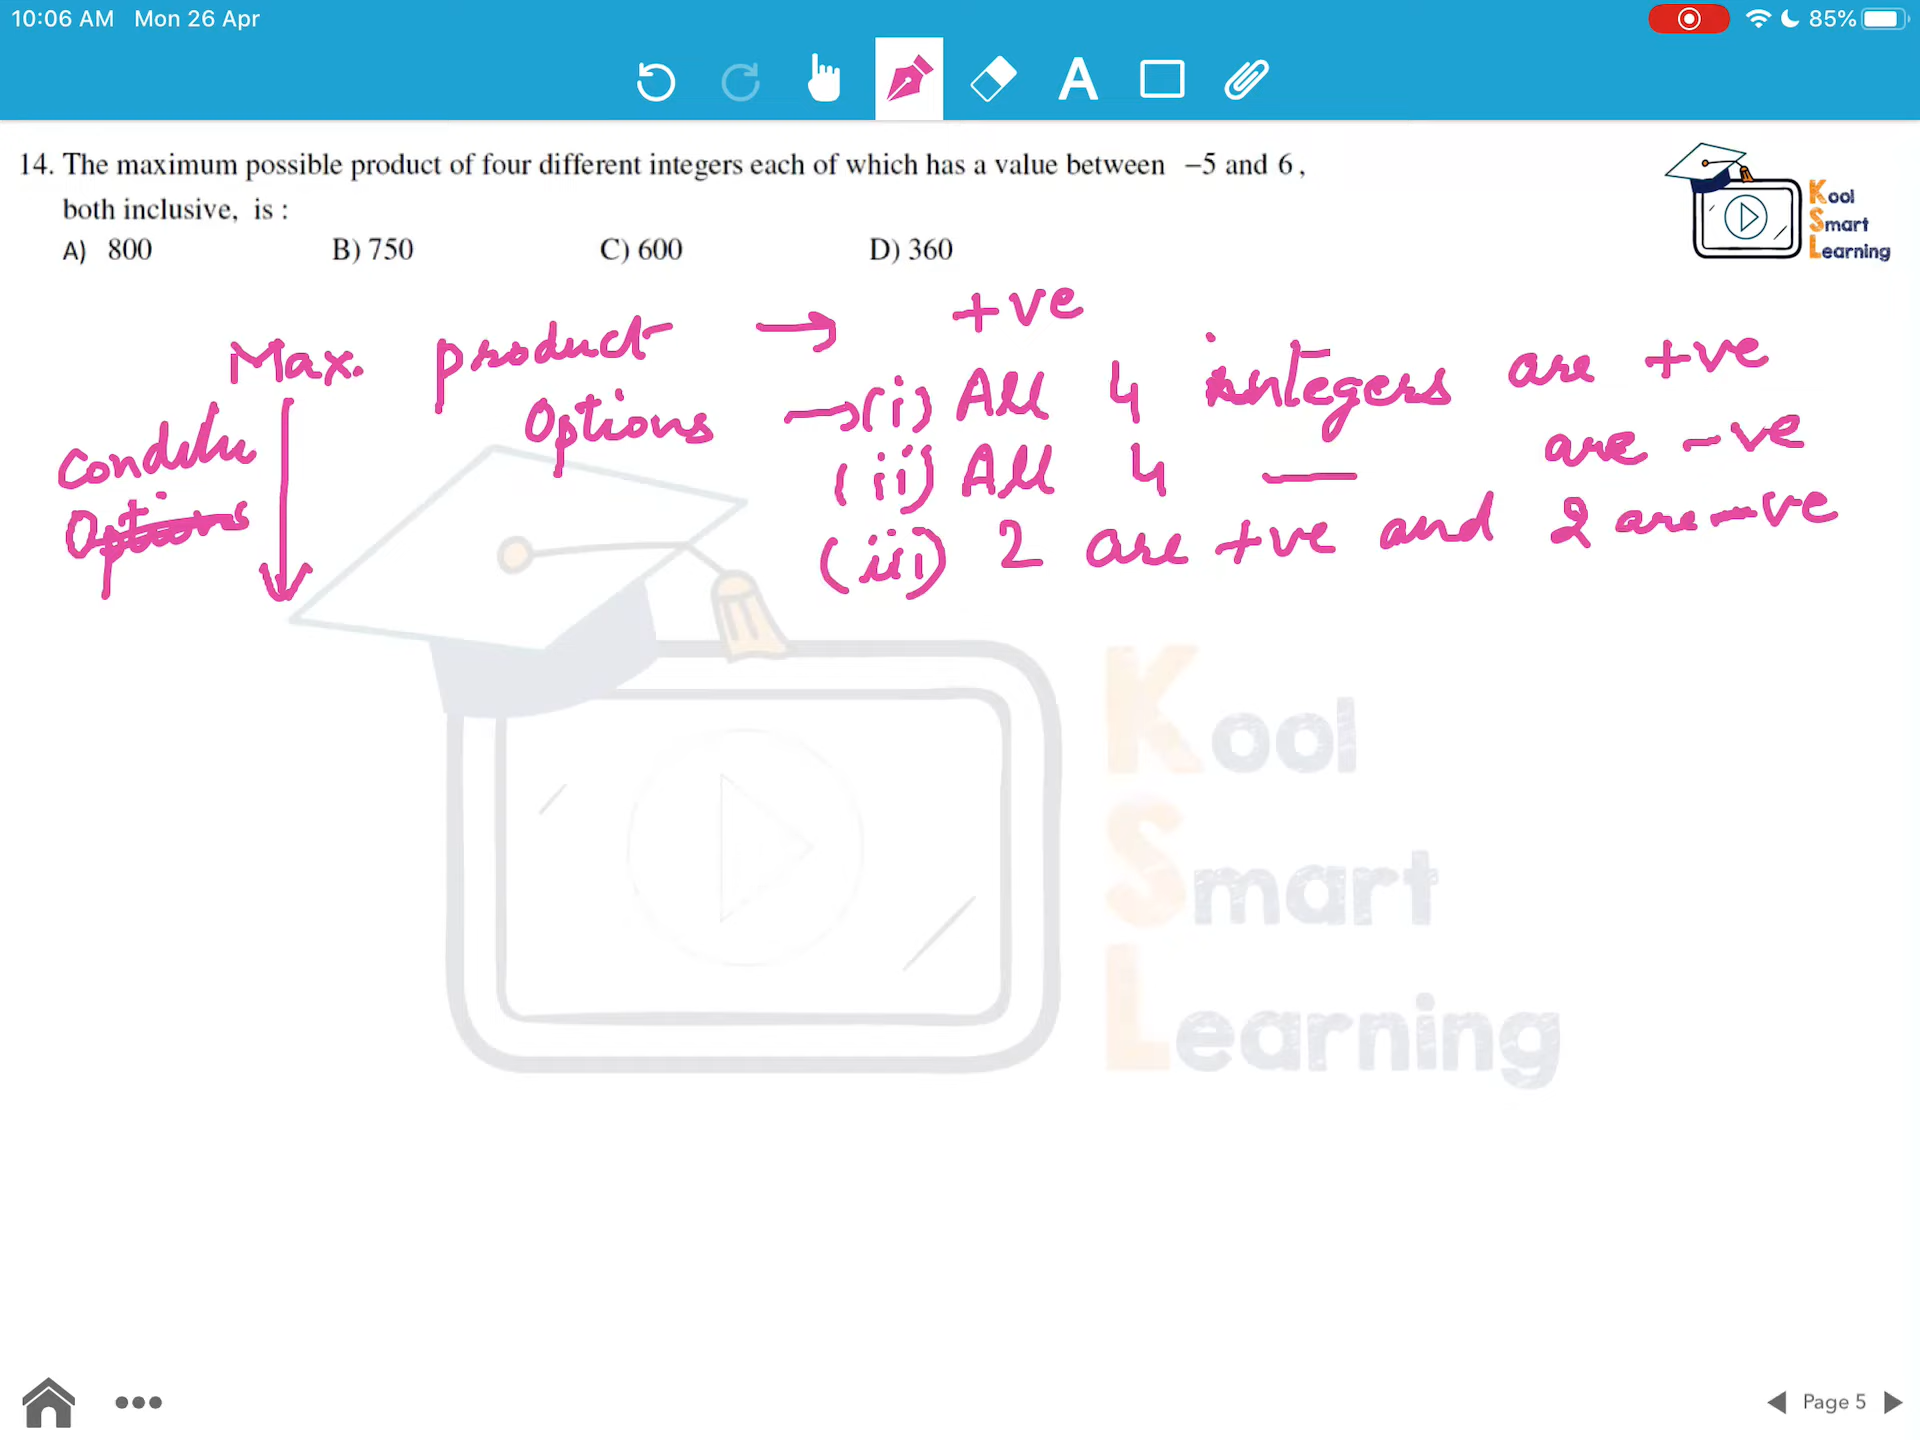 10:06 AM Mon 26 Apr
85%
A
14. The maximum possible product of four different integers each of which has a value between −5 and 6,
both inclusive, is :
A) 800 B) 750 C) 600 D) 360
Kool
Smart
Learning
Max. product → +ve
Options → (i) All 4 integers are +ve
(ii) All 4 — are -ve
(iii) 2 are +ve and 2 are -ve
Options
Kool
Smart
Learning
Page 5